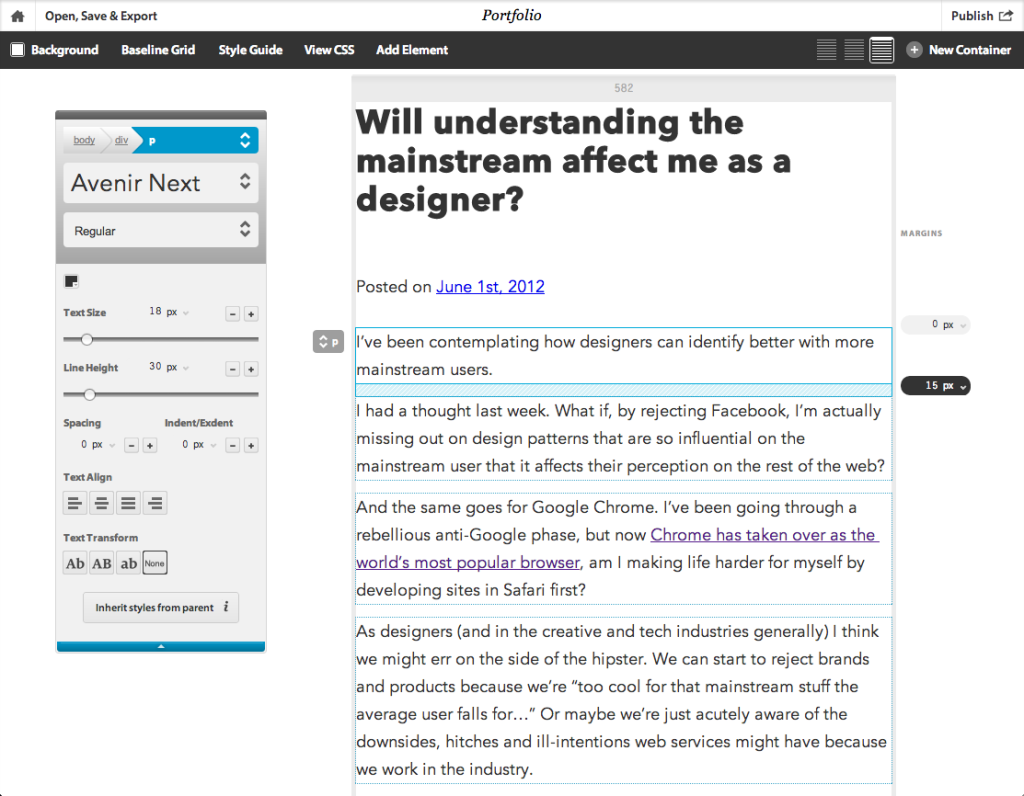 Open, Save & Export
Portfolio
Publish
Background
Baseline Grid
Style Guide
View CSS
Add Element
New Container
body
div
p
Avenir Next
Regular
Text Size
18 px
Line Height
30 px
Spacing
Indent/Exdent
0 px
0 px
Text Align
Text Transform
Ab
AB
ab
None
Inherit styles from parent i
582
Will understanding the
mainstream affect me as a
designer?
Posted on June 1st, 2012
p
I’ve been contemplating how designers can identify better with more
mainstream users.
I had a thought last week. What if, by rejecting Facebook, I’m actually
missing out on design patterns that are so influential on the
mainstream user that it affects their perception on the rest of the web?
And the same goes for Google Chrome. I’ve been going through a
rebellious anti-Google phase, but now Chrome has taken over as the
world’s most popular browser, am I making life harder for myself by
developing sites in Safari first?
As designers (and in the creative and tech industries generally) I think
we might err on the side of the hipster. We can start to reject brands
and products because we’re “too cool for that mainstream stuff the
average user falls for…” Or maybe we’re just acutely aware of the
downsides, hitches and ill-intentions web services might have because
we work in the industry.
MARGINS
0 px
15 px